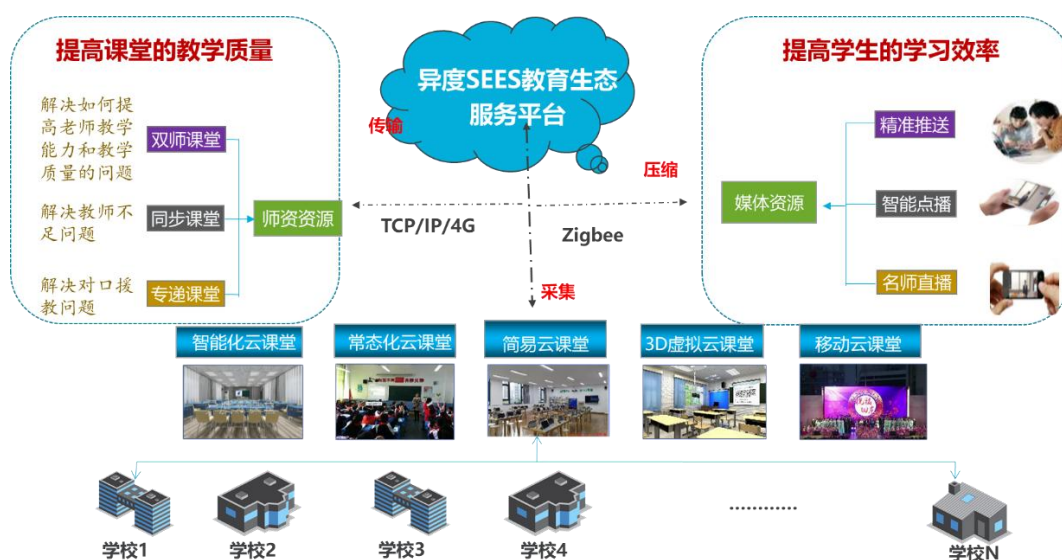 提高课堂的教学质量
解决如何提
高老师教学
能力和教学
质量的问题
双师课堂
解决教师不
足问题
同步课堂
师资资源
解决对口援
教问题
专递课堂
异度SEES教育生态
服务平台
传输
压缩
TCP/IP/4G
Zigbee
采集
提高学生的学习效率
精准推送
媒体资源
智能点播
名师直播
智能化云课堂
常态化云课堂
简易云课堂
3D虚拟云课堂
移动云课堂
学校1
学校2
学校3
学校4
............
学校N